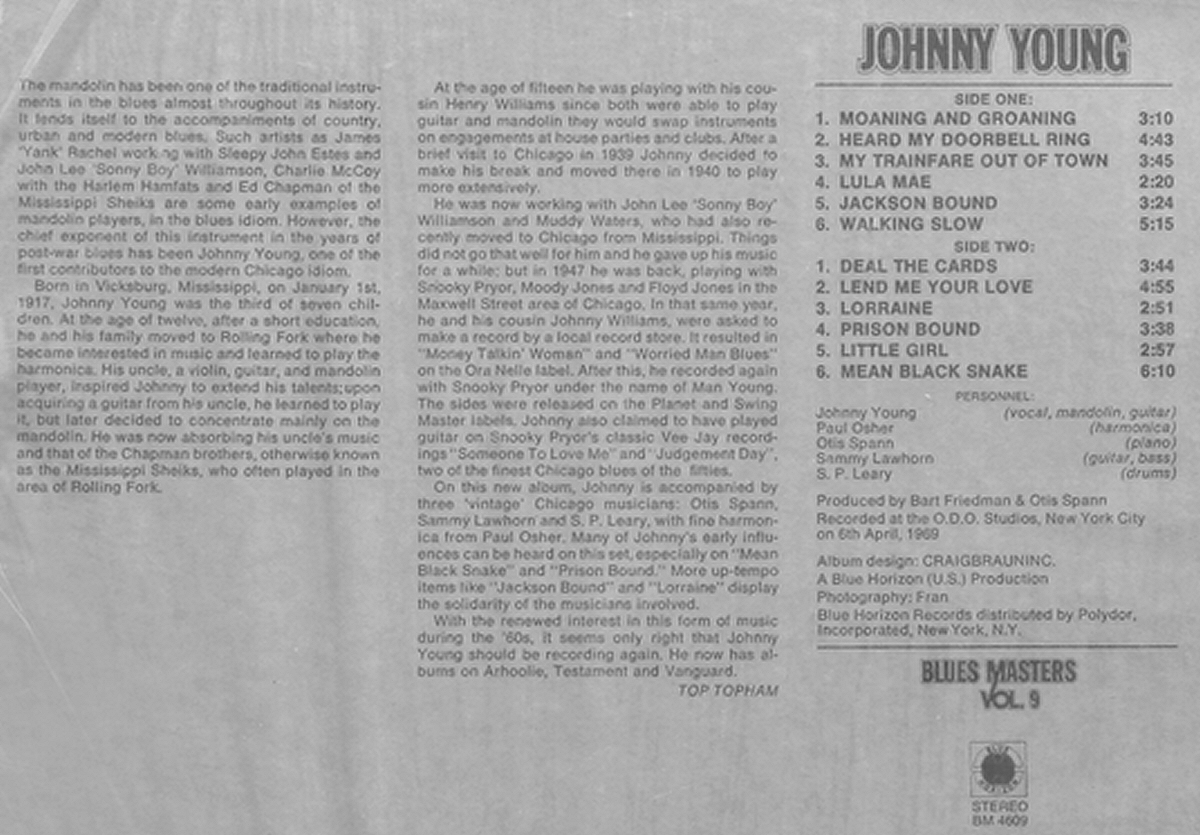 The mandolin has been one of the traditional instru-
ments in the blues almost throughout its history.
It lends itself to the accompaniments of country,
urban and modern blues. Such artists as James
'Yank' Rachel working with Sleepy John Estes and
John Lee 'Sonny Boy' Williamson, Charlie McCoy
with the Harlem Hamfats and Ed Chapman of the
Mississippi Sheiks are some early examples of
mandolin players, in the blues idiom. However, the
chief exponent of this instrument in the years of
post-war blues has been Johnny Young, one of the
first contributors to the modern Chicago idiom.
Born in Vicksburg, Mississippi, on January 1st,
1917, Johnny Young was the third of seven chil-
dren. At the age of twelve, after a short education,
he and his family moved to Rolling Fork where he
became interested in music and learned to play the
harmonica. His uncle, a violin, guitar, and mandolin
player, inspired Johnny to extend his talents; upon
acquiring a guitar from his uncle, he learned to play
it, but later decided to concentrate mainly on the
mandolin. He was now absorbing his uncle's music
and that of the Chapman brothers, otherwise known
as the Mississippi Sheiks, who often played in the
area of Rolling Fork.
At the age of fifteen he was playing with his cou-
sin Henry Williams since both were able to play
guitar and mandolin they would swap instruments
on engagements at house parties and clubs. After a
brief visit to Chicago in 1939 Johnny decided to
make his break and moved there in 1940 to play
more extensively.
He was now working with John Lee 'Sonny Boy'
Williamson and Muddy Waters, who had also re-
cently moved to Chicago from Mississippi. Things
did not go that well for him and he gave up his music
for a while; but in 1947 he was back, playing with
Snooky Pryor, Moody Jones and Floyd Jones in the
Maxwell Street area of Chicago. In that same year,
he and his cousin Johnny Williams, were asked to
make a record by a local record store. It resulted in
"Money Talkin' Woman" and "Worried Man Blues"
on the Ora Nelle label. After this, he recorded again
with Snooky Pryor under the name of Man Young.
The sides were released on the Planet and Swing
Master labels. Johnny also claimed to have played
guitar on Snooky Pryor's classic Vee Jay record-
ings "Someone To Love Me" and "Judgement Day",
two of the finest Chicago blues of the fifties.
On this new album, Johnny is accompanied by
three 'vintage' Chicago musicians: Otis Spann,
Sammy Lawhorn and S. P. Leary, with fine harmon-
ica from Paul Osher. Many of Johnny's early influ-
ences can be heard on this set, especially on "Mean
Black Snake" and "Prison Bound." More up-tempo
items like "Jackson Bound" and "Lorraine" display
the solidarity of the musicians involved.
With the renewed interest in this form of music
during the '60s, it seems only right that Johnny
Young should be recording again. He now has al-
bums on Arhoolie, Testament and Vanguard.
TOP TOPHAM
JOHNNY YOUNG
SIDE ONE:
1. MOANING AND GROANING 3:10
2. HEARD MY DOORBELL RING 4:43
3. MY TRAINFARE OUT OF TOWN 3:45
4. LULA MAE 2:20
5. JACKSON BOUND 3:24
6. WALKING SLOW 5:15
SIDE TWO:
1. DEAL THE CARDS 3:44
2. LEND ME YOUR LOVE 4:55
3. LORRAINE 2:51
4. PRISON BOUND 3:38
5. LITTLE GIRL 2:57
6. MEAN BLACK SNAKE 6:10
PERSONNEL:
Johnny Young (vocal, mandolin, guitar)
Paul Osher (harmonica)
Otis Spann (piano)
Sammy Lawhorn (guitar, bass)
S. P. Leary (drums)
Produced by Bart Friedman & Otis Spann
Recorded at the O.D.O. Studios, New York City
on 6th April, 1969
Album design: CRAIGBRAUNINC.
A Blue Horizon (U.S.) Production
Photography: Fran
Blue Horizon Records distributed by Polydor,
Incorporated, New York, N.Y.
BLUES MASTERS
VOL. 9
BLUE
HORIZON
STEREO
BM 4609